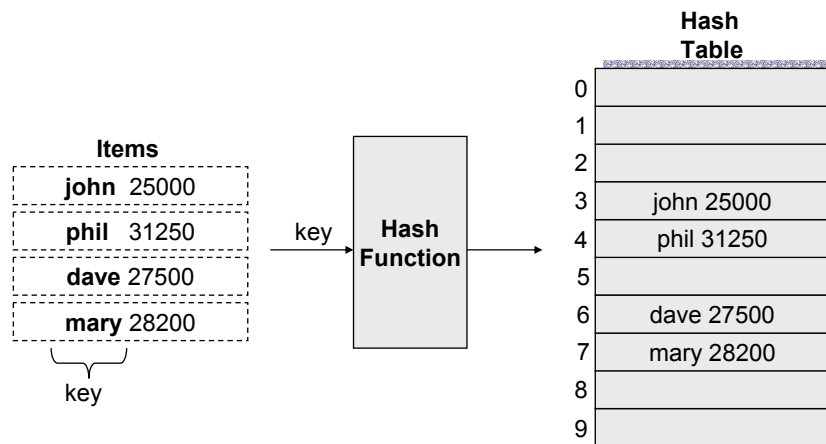 Items
john 25000
phil 31250
dave 27500
mary 28200
key
key
Hash
Function
Hash
Table
0
1
2
3 john 25000
4 phil 31250
5
6 dave 27500
7 mary 28200
8
9